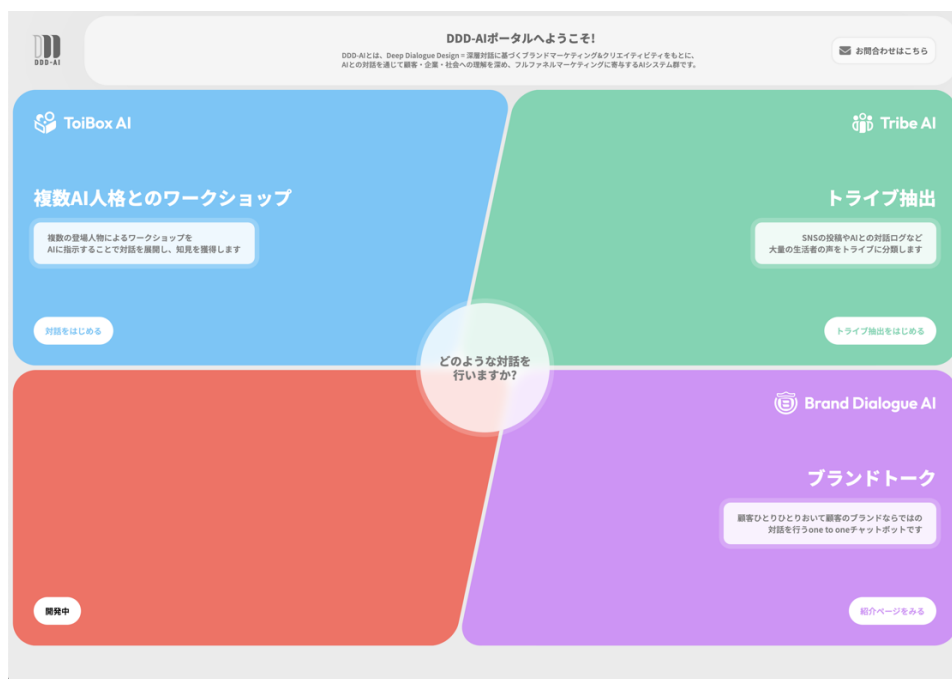 DDD-AI
DDD-AIポータルへようこそ!
DDD-AIとは、Deep Dialogue Design = 深層対話に基づくブランドマーケティング&クリエイティビティをもとに、
AIとの対話を通じて顧客・企業・社会への理解を深め、フルファネルマーケティングに寄与するAIシステム群です。
お問合わせはこちら
ToiBox AI
複数AI人格とのワークショップ
複数の登場人物によるワークショップを
AIに指示することで対話を展開し、知見を獲得します
対話をはじめる
Tribe AI
トライブ抽出
SNSの投稿やAIとの対話ログなど
大量の生活者の声をトライブに分類します
トライブ抽出をはじめる
どのような対話を
行いますか?
開発中
Brand Dialogue AI
ブランドトーク
顧客ひとりひとりおいて顧客のブランドならではの
対話を行うone to oneチャットボットです
紹介ページをみる